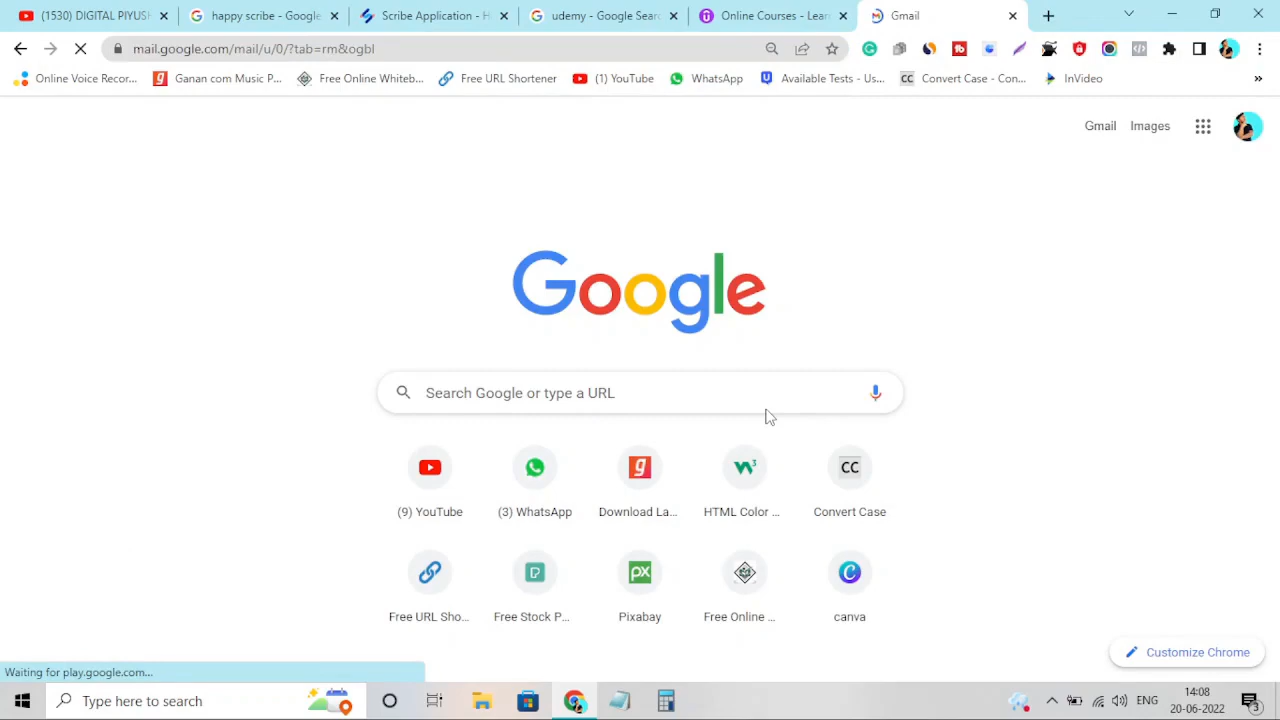 (1530) DIGITAL PIYUSH
happy scribe - Google
Scribe Application - H
udemy - Google Sear
Online Courses - Lear
Gmail
mail.google.com/mail/u/0/?tab=rm&ogbl
Online Voice Recor...
Ganan com Music P...
Free Online Whiteb...
Free URL Shortener
(1) YouTube
WhatsApp
Available Tests - Us...
CC Convert Case - Con...
InVideo
»
Gmail Images
Google
Search Google or type a URL
CC
(9) YouTube
(3) WhatsApp
Download La...
HTML Color ...
Convert Case
Free URL Sho...
Free Stock P...
Pixabay
Free Online ...
canva
Customize Chrome
Waiting for play.google.com...
Type here to search
ENG
14:08
20-06-2022
3